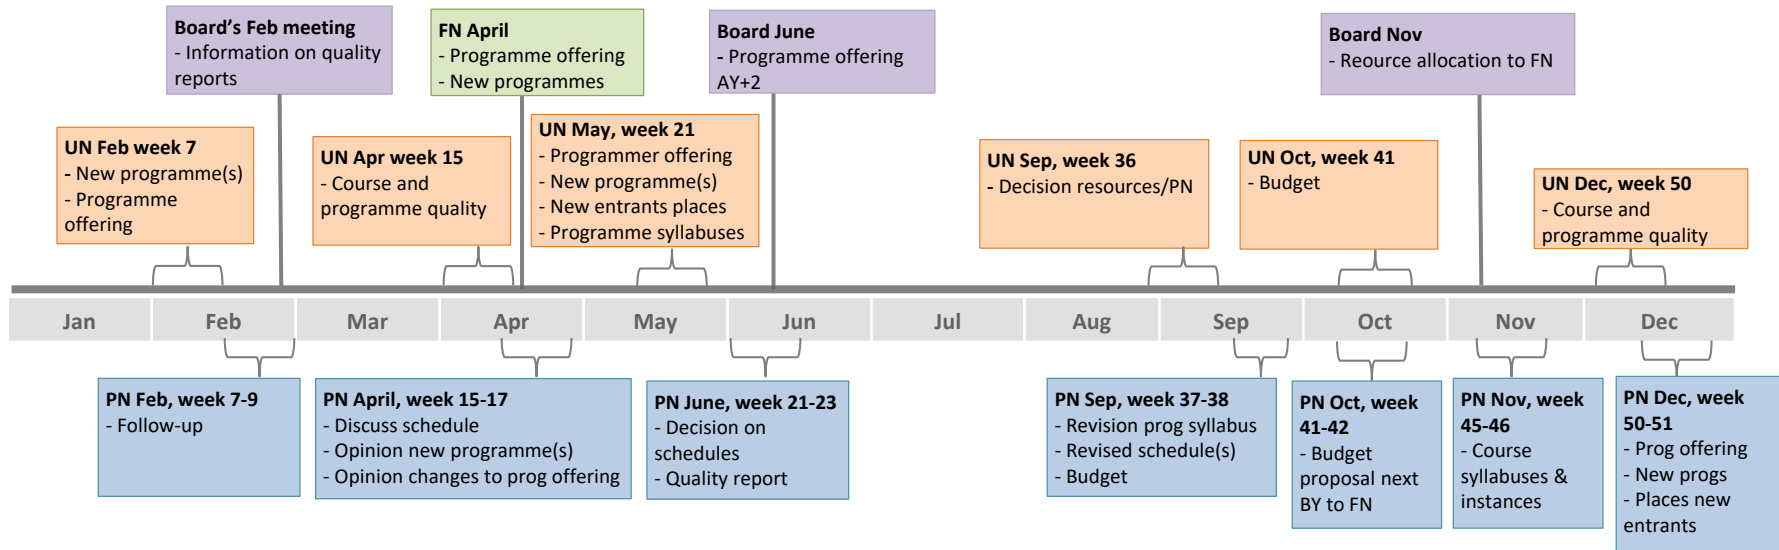 Board's Feb meeting
- Information on quality
reports
FN April
- Programme offering
- New programmes
Board June
- Programme offering
AY+2
Board Nov
- Reource allocation to FN
UN Feb week 7
- New programme(s)
- Programme
offering
UN Apr week 15
- Course and
programme quality
UN May, week 21
- Programmer offering
- New programme(s)
- New entrants places
- Programme syllabuses
UN Sep, week 36
- Decision resources/PN
UN Oct, week 41
- Budget
UN Dec, week 50
- Course and
programme quality
Jan Feb Mar Apr May Jun Jul Aug Sep Oct Nov Dec
PN Feb, week 7-9
- Follow-up
PN April, week 15-17
- Discuss schedule
- Opinion new programme(s)
- Opinion changes to prog offering
PN June, week 21-23
- Decision on
schedules
- Quality report
PN Sep, week 37-38
- Revision prog syllabus
- Revised schedule(s)
- Budget
PN Oct, week
41-42
- Budget
proposal next
BY to FN
PN Nov, week
45-46
- Course
syllabuses &
instances
PN Dec, week
50-51
- Prog offering
- New progs
- Places new
entrants